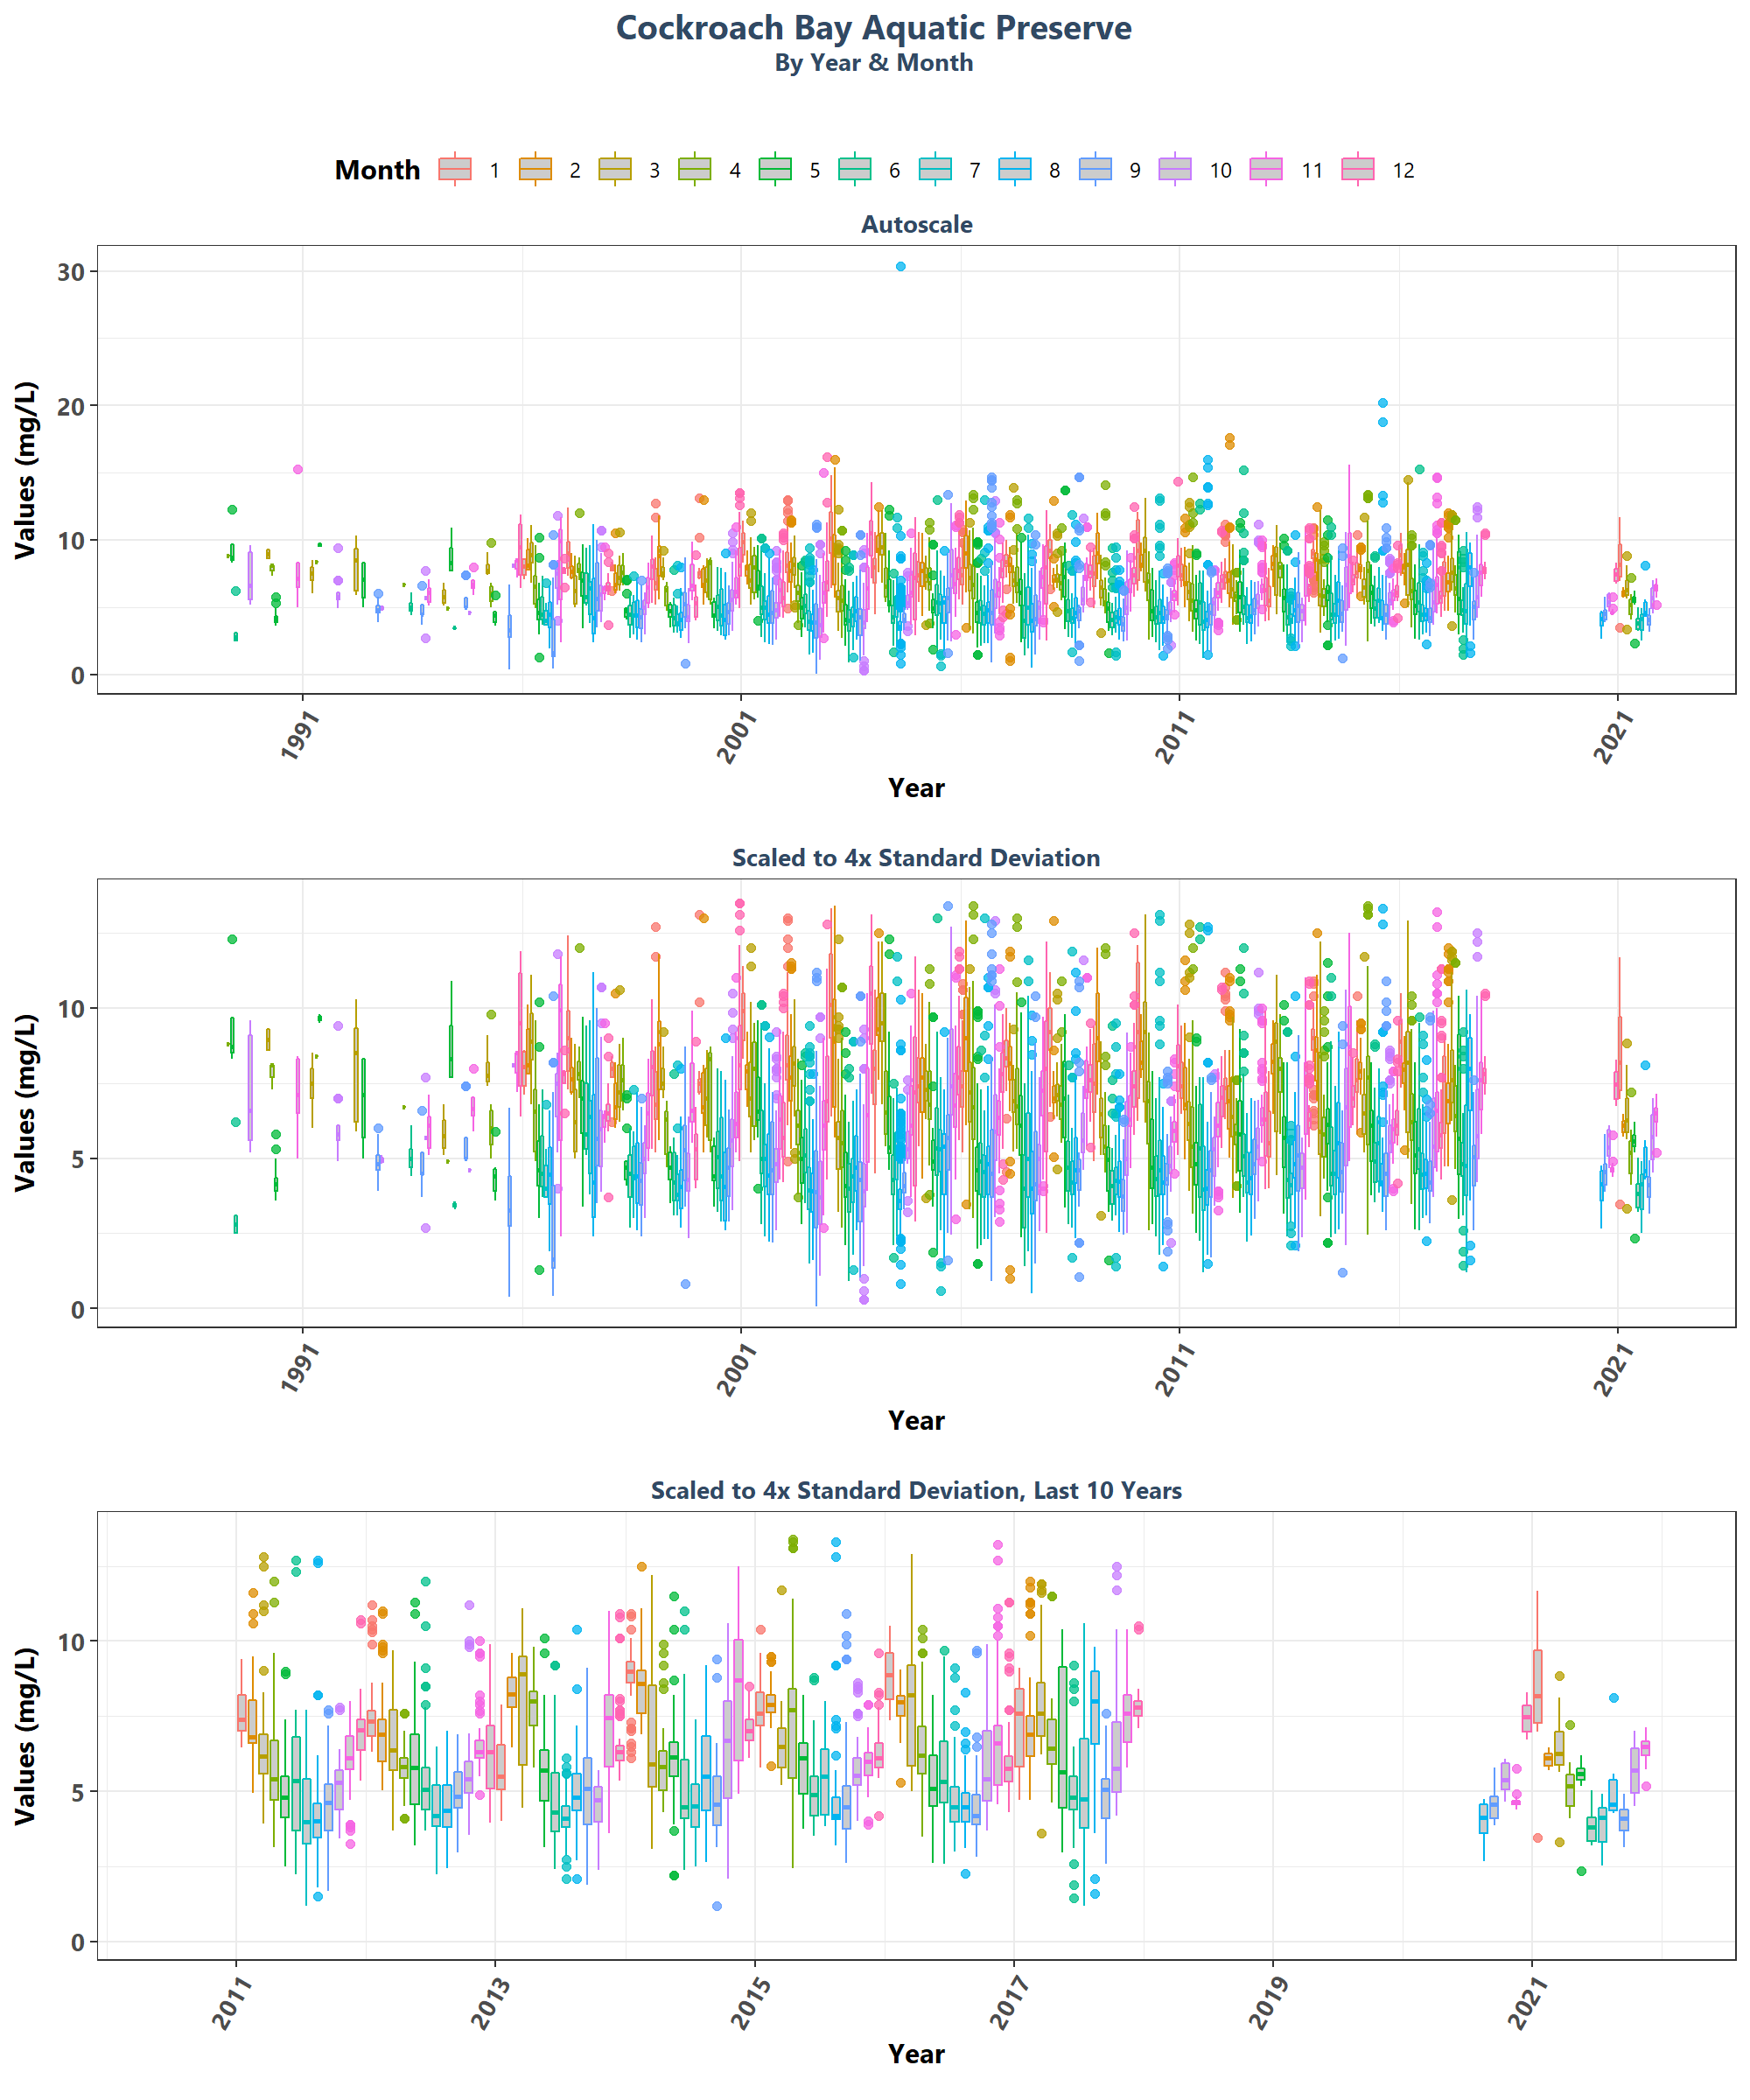 Cockroach Bay Aquatic Preserve
By Year & Month
Month 1 2 3 4 5 6 7 8 9 10 11 12
Autoscale
Values (mg/L)
30
20
10
0
1991 2001 2011 2021
Year
Scaled to 4x Standard Deviation
Values (mg/L)
10
5
0
1991 2001 2011 2021
Year
Scaled to 4x Standard Deviation, Last 10 Years
Values (mg/L)
10
5
0
2011 2013 2015 2017 2019 2021
Year